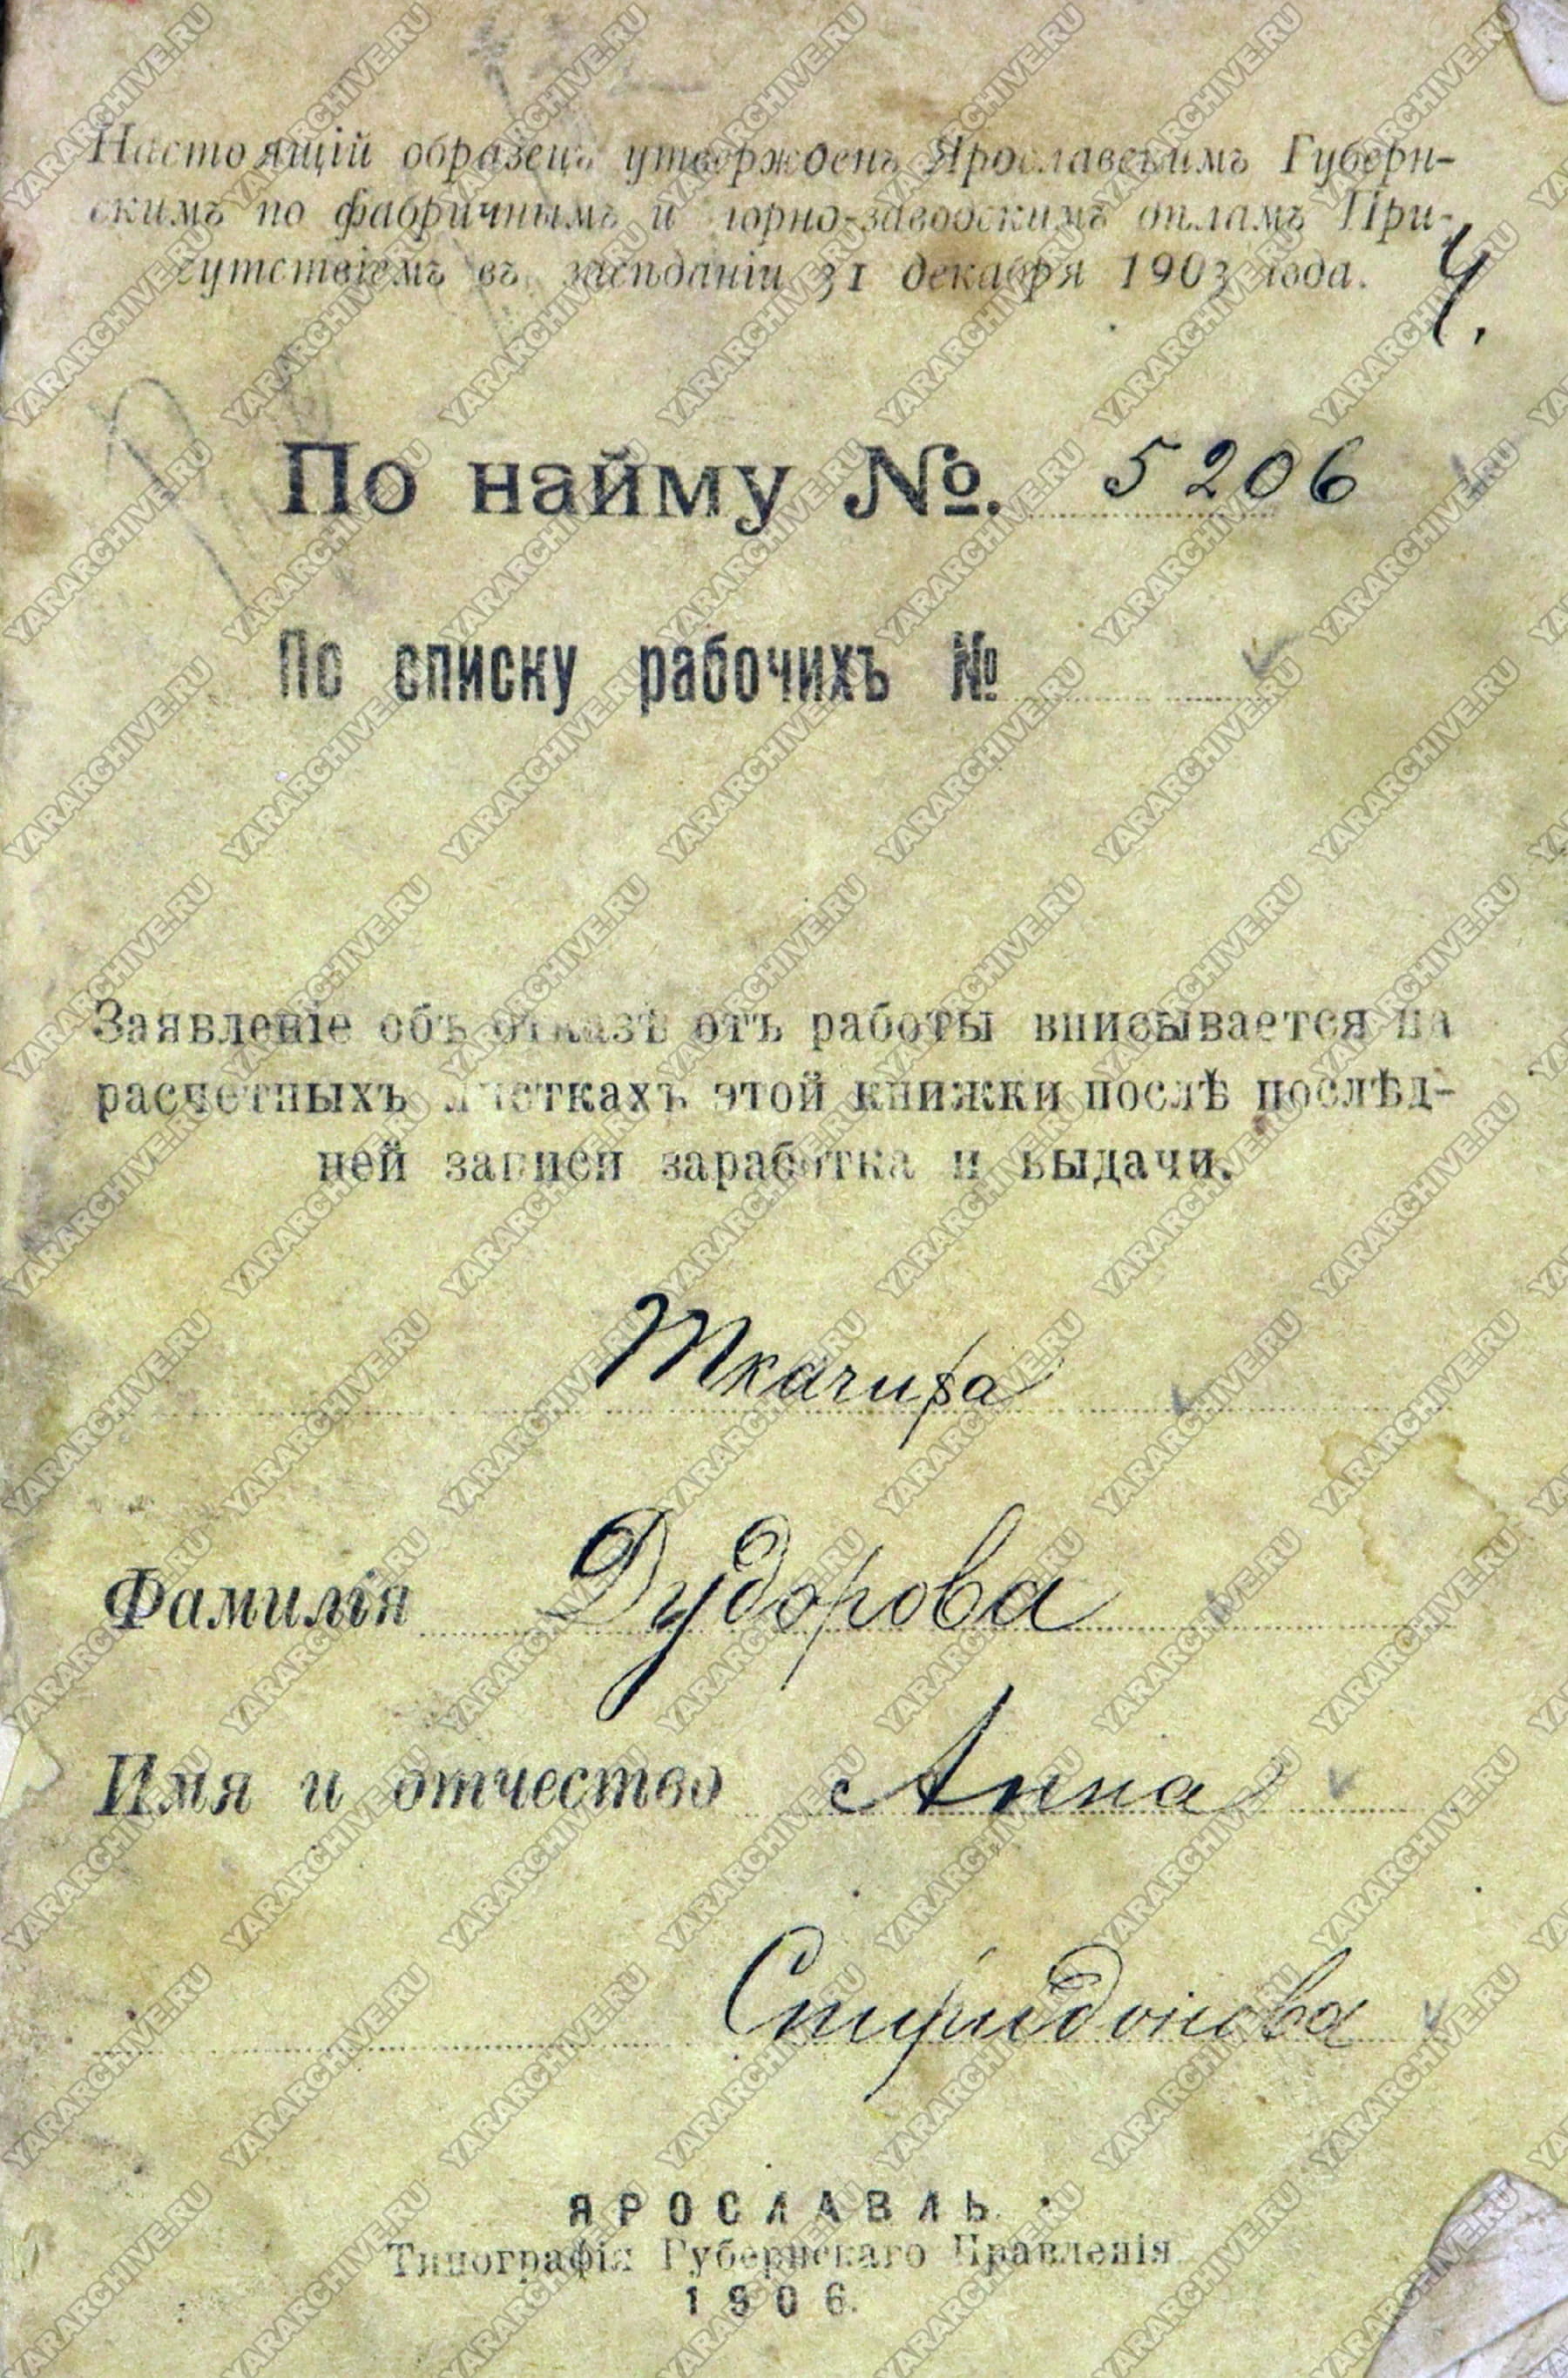 Настоящій образецъ утвержденъ Ярославскимъ Губерн-
скимъ по фабричнымъ и горно-заводскимъ дѣламъ При-
сутствіемъ въ засѣданіи 31 декабря 1903 года.
Ч.
По найму №. 5206
По списку рабочихъ №
Заявленіе объ отказѣ отъ работы вписывается на
расчетныхъ листкахъ этой книжки послѣ послѣд-
ней записи заработка и выдачи.
Ткачиха
Фамилія Дудорова
Имя и отчество Анна
Спиридонова
ЯРОСЛАВЛЬ.
Типографія Губернскаго Правленія
1906.
YARARCHIVE.RU